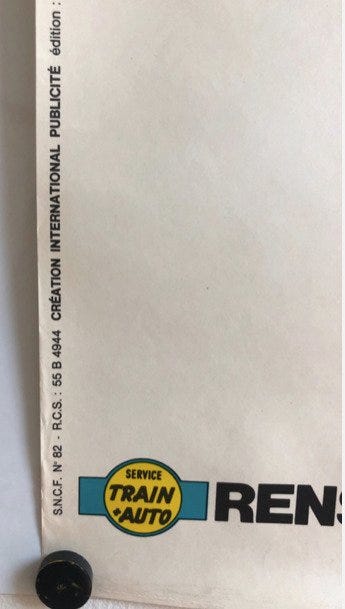 S.N.C.F. N° 82 - R.C.S. : 55 B 4944 CRÉATION INTERNATIONAL PUBLICITÉ édition :
SERVICE
TRAIN
+AUTO
RENS